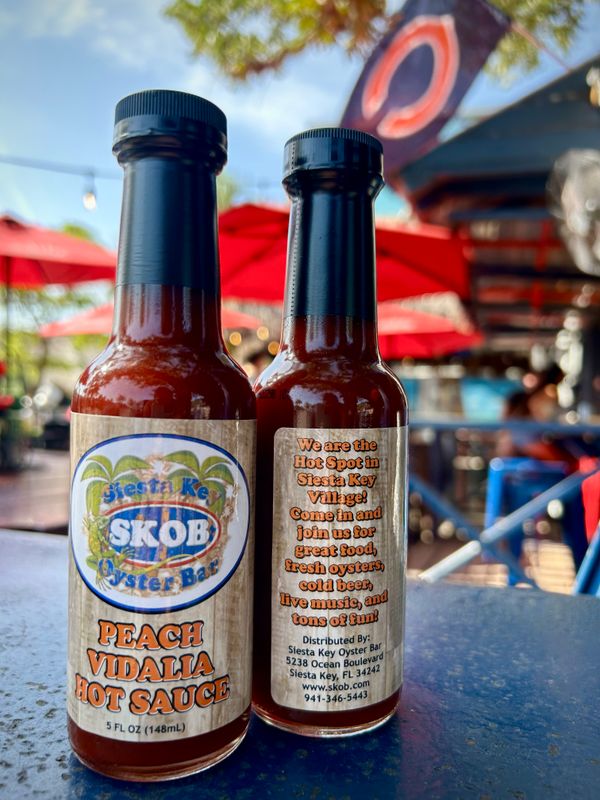 Siesta Key
SKOB
Oyster Bar
PEACH
VIDALIA
HOT SAUCE
5 FL OZ (148mL)
We are the
Hot Spot in
Siesta Key
Village!
Come in and
join us for
great food,
fresh oysters,
cold beer,
live music, and
tons of fun!
Distributed By:
Siesta Key Oyster Bar
5238 Ocean Boulevard
Siesta Key, FL 34242
www.skob.com
941-346-5443